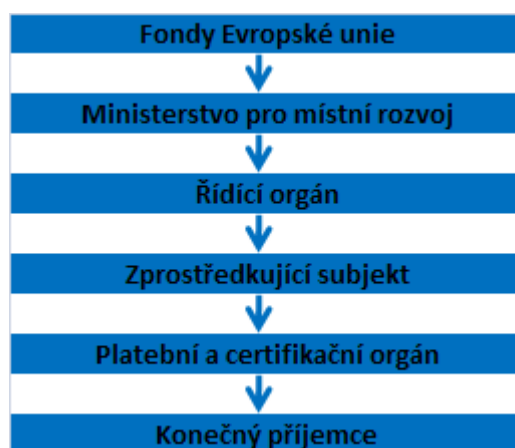 Fondy Evropské unie
Ministerstvo pro místní rozvoj
Řídící orgán
Zprostředkující subjekt
Platební a certifikační orgán
Konečný příjemce